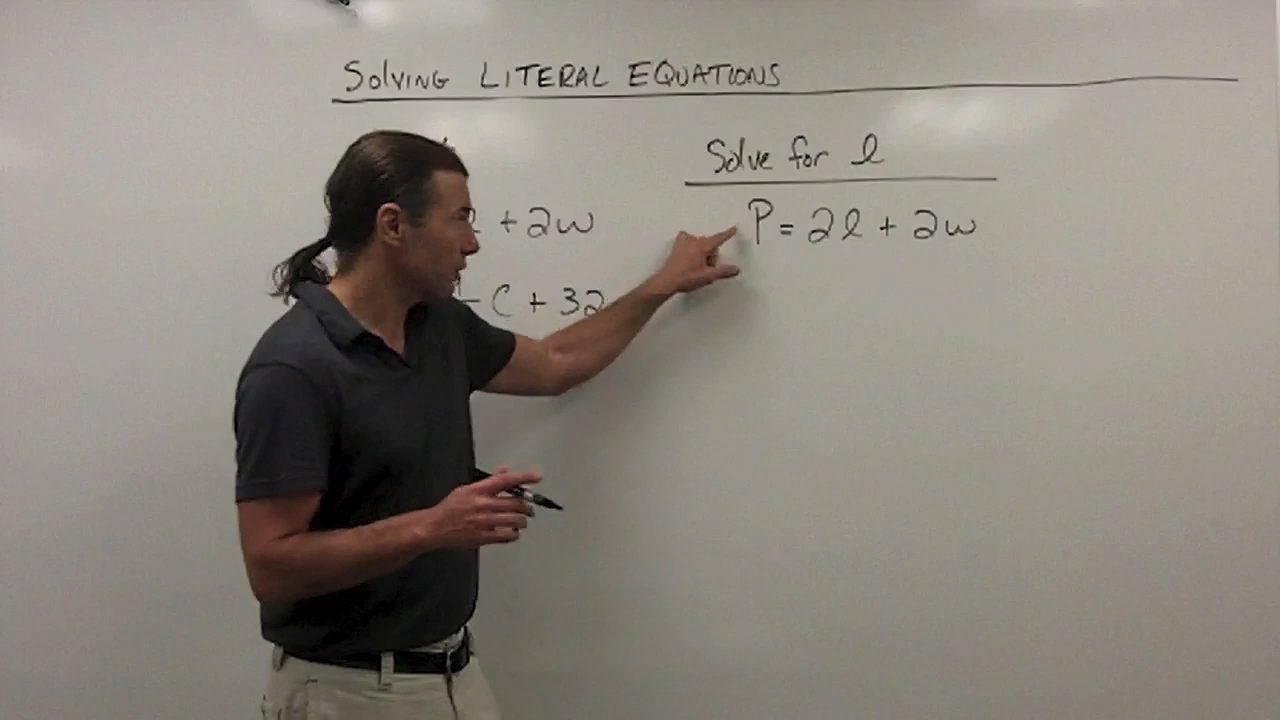 Solving LITERAL EQUATIONS
+ 2w
C + 32
Solve for l
P = 2l + 2w